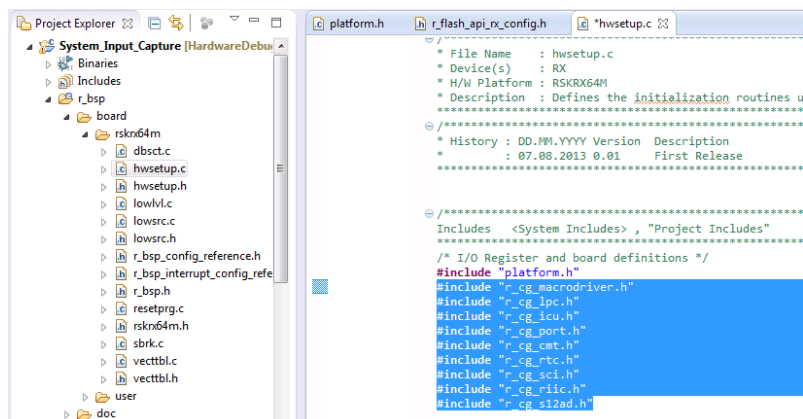 Project Explorer
System_Input_Capture [HardwareDebu
Binaries
Includes
r_bsp
board
rskrx64m
dbsct.c
hwsetup.c
hwsetup.h
lowlvl.c
lowsrc.c
lowsrc.h
r_bsp_config_reference.h
r_bsp_interrupt_config_refe
r_bsp.h
resetprg.c
rskrx64m.h
sbrk.c
vecttbl.c
vecttbl.h
user
doc
platform.h r_flash_api_rx_config.h *hwsetup.c
/***********************************************
* File Name : hwsetup.c
* Device(s) : RX
* H/W Platform : RSKRX64M
* Description : Defines the initialization routines u
***********************************************
/***********************************************
* History : DD.MM.YYYY Version Description
* : 07.08.2013 0.01 First Release
***********************************************
/***********************************************
Includes <System Includes> , "Project Includes"
***********************************************
/* I/O Register and board definitions */
#include "platform.h"
#include "r_cg_macrodriver.h"
#include "r_cg_lpc.h"
#include "r_cg_icu.h"
#include "r_cg_port.h"
#include "r_cg_cmt.h"
#include "r_cg_rtc.h"
#include "r_cg_sci.h"
#include "r_cg_riic.h"
#include "r_cg_s12ad.h"